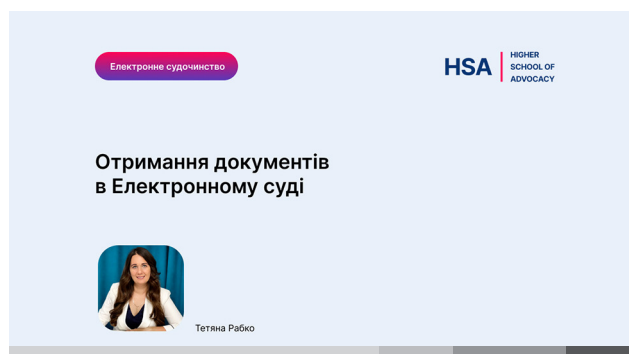 Електронне судочинство
HSA
HIGHER
SCHOOL OF
ADVOCACY
Отримання документів
в Електронному суді
Тетяна Рабко